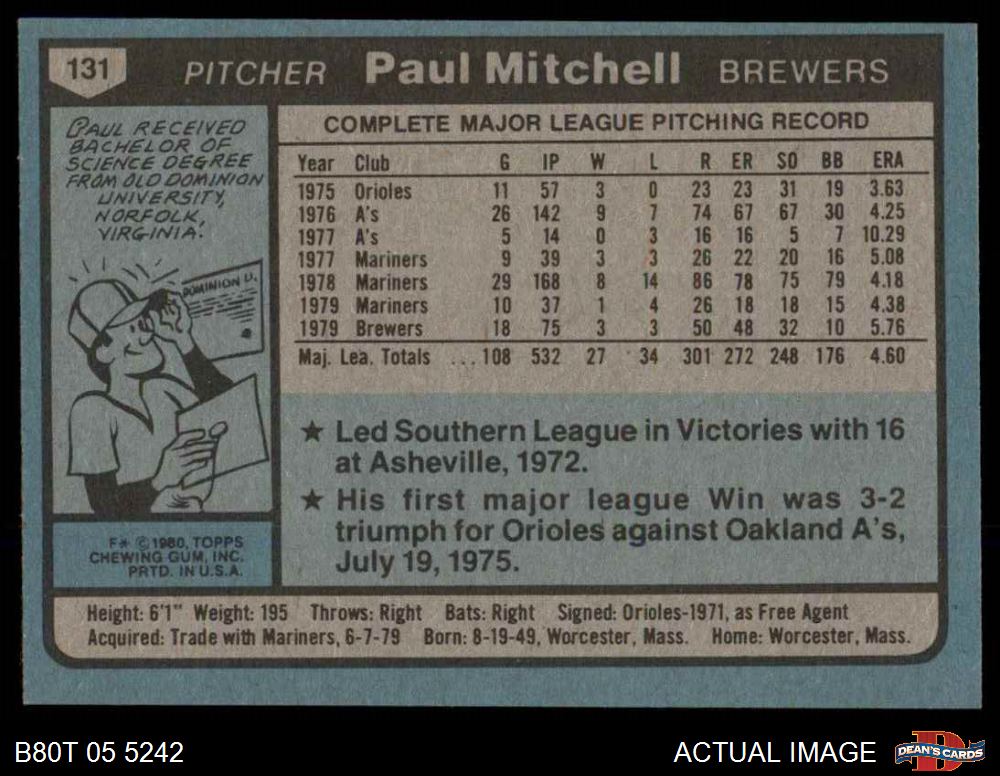 131 PITCHER Paul Mitchell BREWERS
PAUL RECEIVED
BACHELOR OF
SCIENCE DEGREE
FROM OLD DOMINION
UNIVERSITY,
NORFOLK,
VIRGINIA.
DOMINION U.
COMPLETE MAJOR LEAGUE PITCHING RECORD
Year Club G IP W L R ER SO BB ERA
1975 Orioles 11 57 3 0 23 23 31 19 3.63
1976 A's 26 142 9 7 74 67 67 30 4.25
1977 A's 5 14 0 3 16 16 5 7 10.29
1977 Mariners 9 39 3 3 26 22 20 16 5.08
1978 Mariners 29 168 8 14 86 78 75 79 4.18
1979 Mariners 10 37 1 4 26 18 18 15 4.38
1979 Brewers 18 75 3 3 50 48 32 10 5.76
Maj. Lea. Totals ... 108 532 27 34 301 272 248 176 4.60
★ Led Southern League in Victories with 16
at Asheville, 1972.
★ His first major league Win was 3-2
triumph for Orioles against Oakland A's,
July 19, 1975.
F* © 1980, TOPPS
CHEWING GUM, INC.
PRTD. IN U.S.A.
Height: 6'1" Weight: 195 Throws: Right Bats: Right Signed: Orioles-1971, as Free Agent
Acquired: Trade with Mariners, 6-7-79 Born: 8-19-49, Worcester, Mass. Home: Worcester, Mass.
B80T 05 5242 ACTUAL IMAGE DEAN'S CARDS